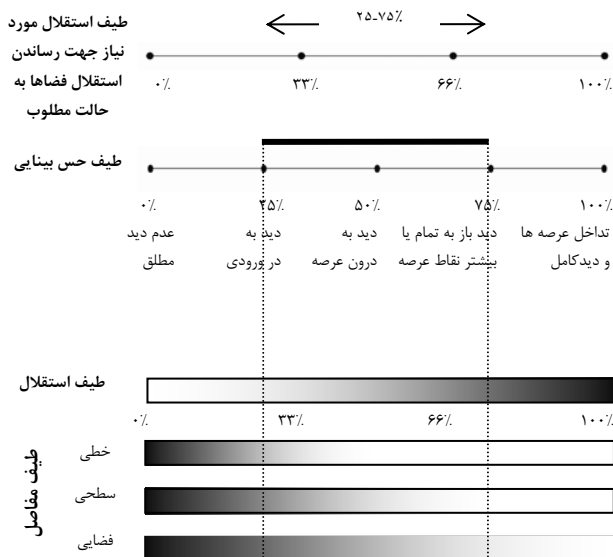 طیف استقلال مورد
نیاز جهت رساندن
استقلال فضاها به
حالت مطلوب
۲۵-۷۵٪
۰٪ ۳۳٪ ۶۶٪ ۱۰۰٪
طیف حس بینایی
۰٪ ۲۵٪ ۵۰٪ ۷۵٪ ۱۰۰٪
عدم دید
مطلق
دید به
در ورودی
دید به
درون عرصه
دید باز به تمام یا
بیشتر نقاط عرصه
تداخل عرصه ها
و دیدکامل
طیف استقلال
۰٪ ۳۳٪ ۶۶٪ ۱۰۰٪
طیف مفاصل
خطی
سطحی
فضایی